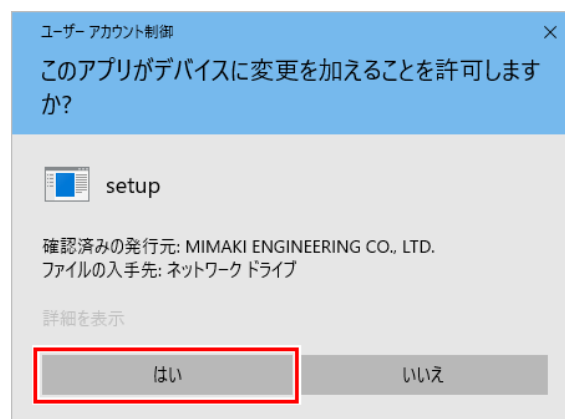 ユーザー アカウント制御
このアプリがデバイスに変更を加えることを許可します
か?
setup
確認済みの発行元: MIMAKI ENGINEERING CO., LTD.
ファイルの入手先: ネットワーク ドライブ
詳細を表示
はい
いいえ